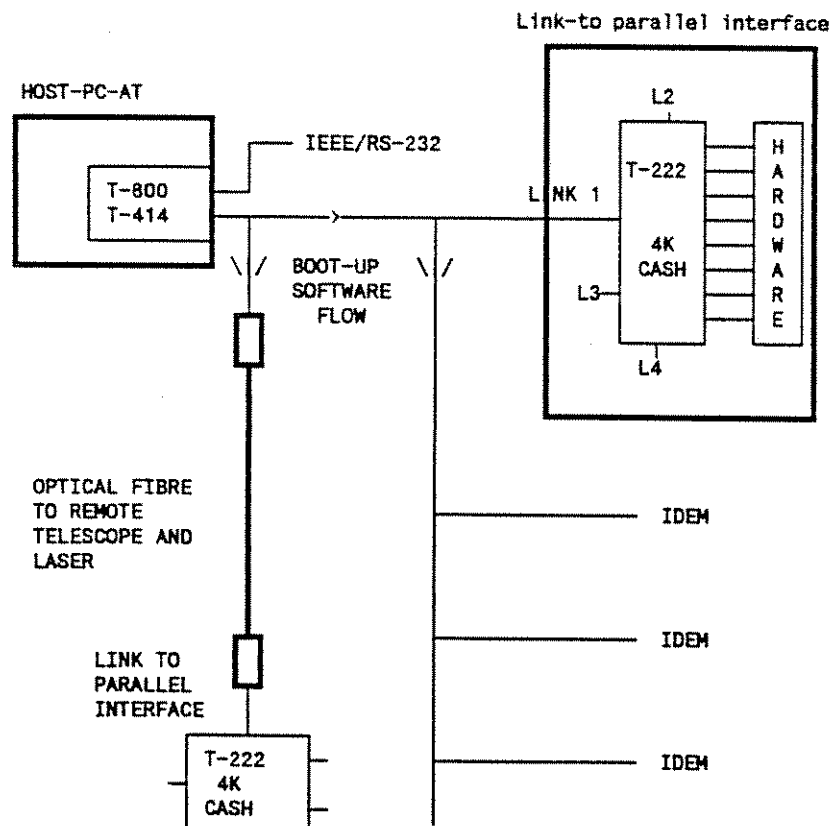 Link-to parallel interface
HOST-PC-AT
T-800
T-414
IEEE/RS-232
BOOT-UP
SOFTWARE
FLOW
LINK 1
L2
T-222
4K
CASH
L3
L4
HARDWARE
OPTICAL FIBRE
TO REMOTE
TELESCOPE AND
LASER
IDEM
IDEM
LINK TO
PARALLEL
INTERFACE
T-222
4K
CASH
IDEM